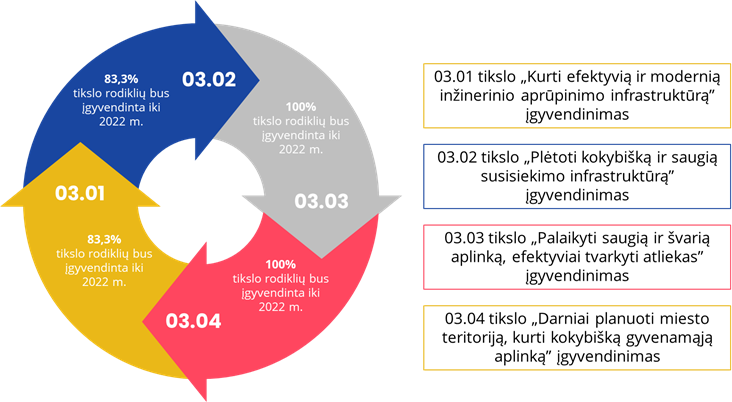 83,3%
tikslo rodiklių bus
įgyvendinta iki
2022 m.
03.02
100%
tikslo rodiklių bus
įgyvendinta iki
2022 m.
03.03
03.01
83,3%
tikslo rodiklių bus
įgyvendinta iki
2022 m.
100%
tikslo rodiklių bus
įgyvendinta iki
2022 m.
03.04
03.01 tikslo „Kurti efektyvią ir modernią
inžinerinio aprūpinimo infrastruktūrą”
įgyvendinimas
03.02 tikslo „Plėtoti kokybišką ir saugią
susisiekimo infrastruktūrą”
įgyvendinimas
03.03 tikslo „Palaikyti saugią ir švarią
aplinką, efektyviai tvarkyti atliekas”
įgyvendinimas
03.04 tikslo „Darniai planuoti miesto
teritoriją, kurti kokybišką gyvenamąją
aplinką” įgyvendinimas